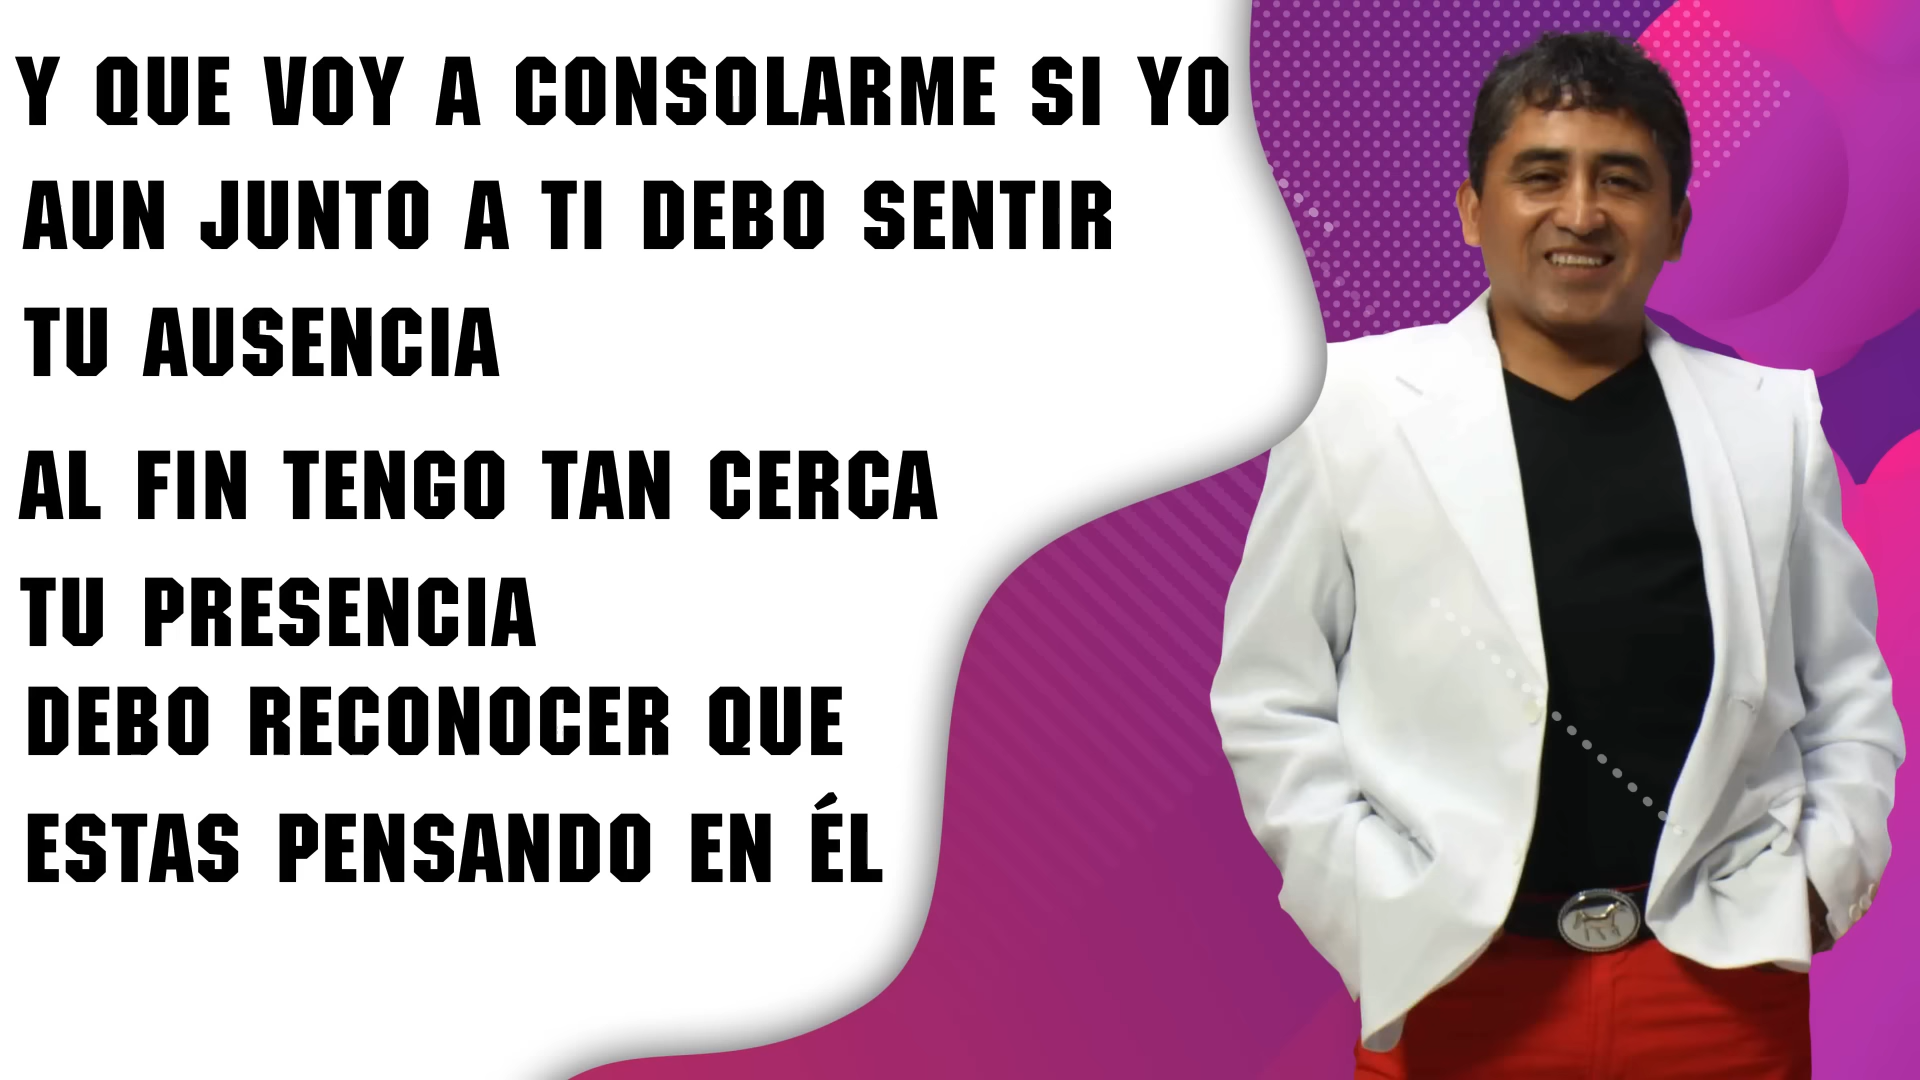 Y QUE VOY A CONSOLARME SI YO
AUN JUNTO A TI DEBO SENTIR
TU AUSENCIA
AL FIN TENGO TAN CERCA
TU PRESENCIA
DEBO RECONOCER QUE
ESTAS PENSANDO EN ÉL